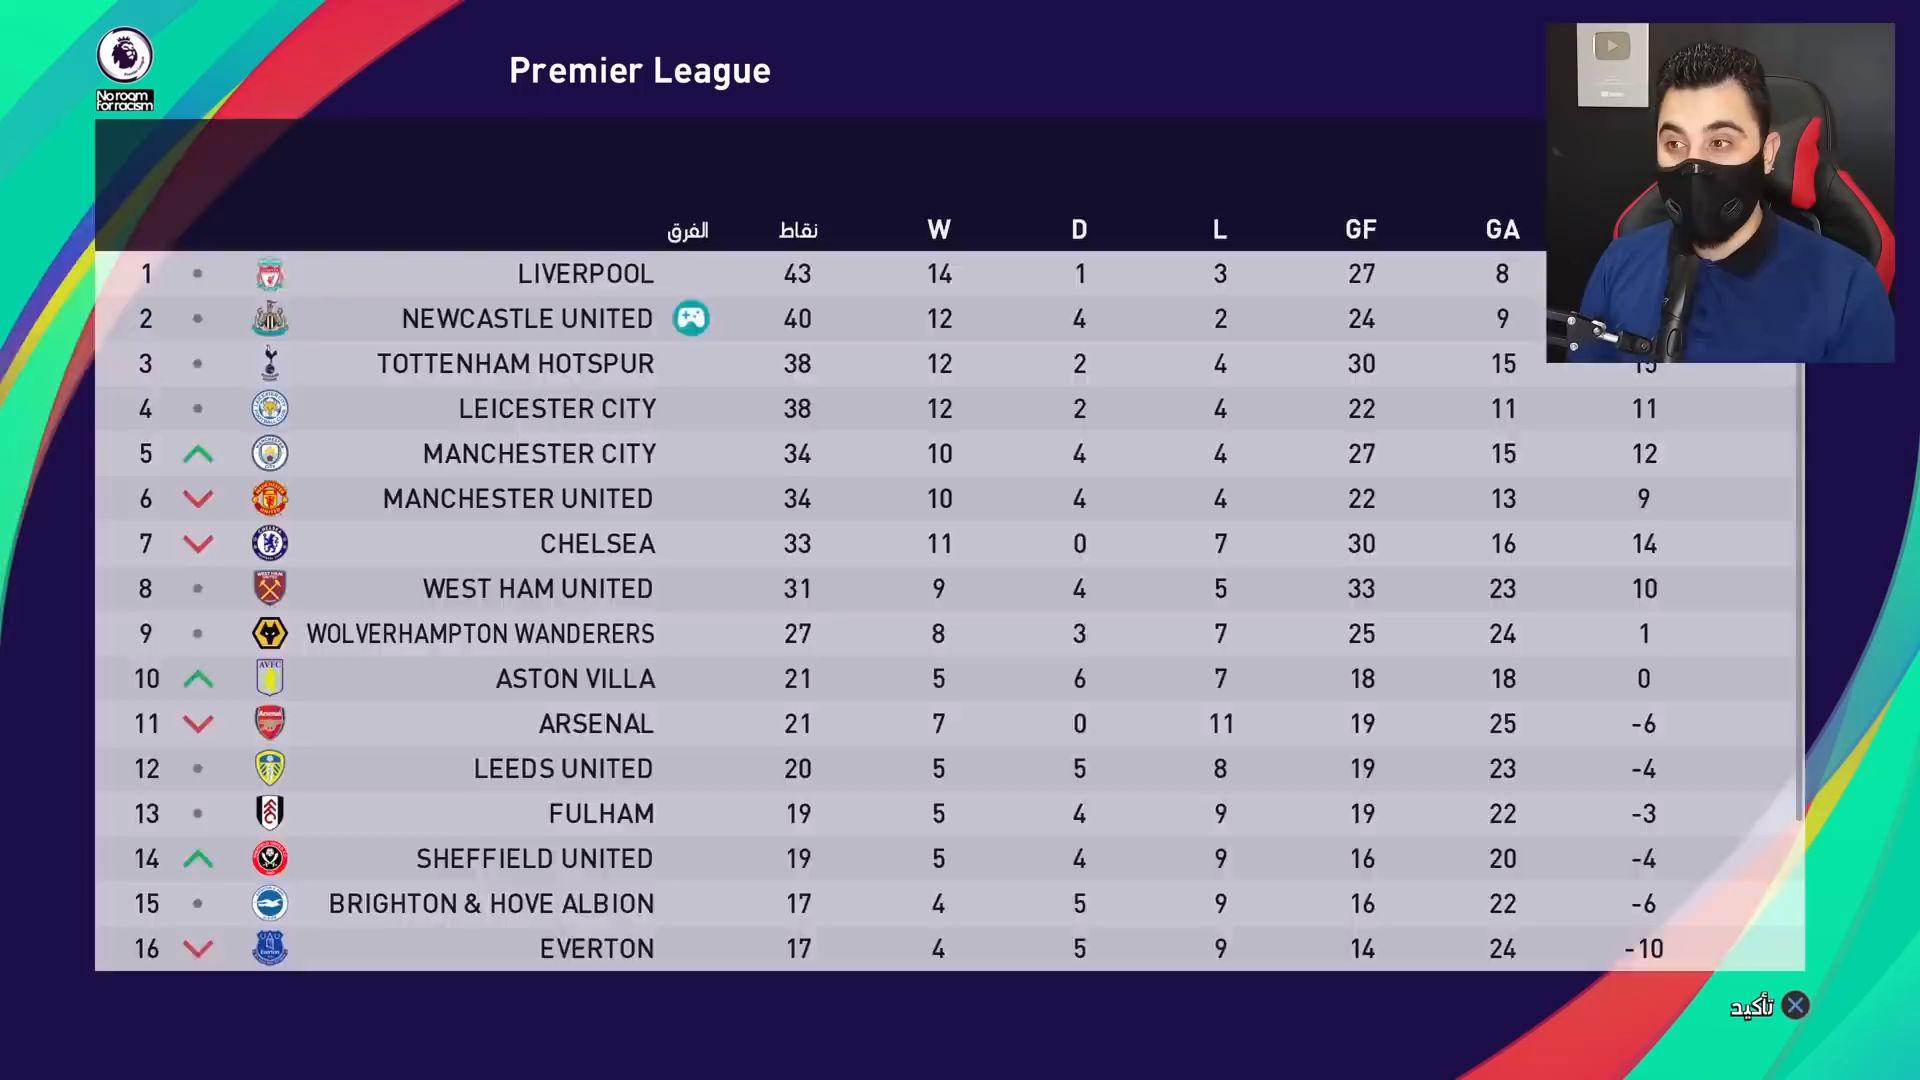 Premier League
No room
For racism
الفرق نقاط W D L GF GA
1 LIVERPOOL 43 14 1 3 27 8
2 NEWCASTLE UNITED 40 12 4 2 24 9
3 TOTTENHAM HOTSPUR 38 12 2 4 30 15 15
4 LEICESTER CITY 38 12 2 4 22 11 11
5 MANCHESTER CITY 34 10 4 4 27 15 12
6 MANCHESTER UNITED 34 10 4 4 22 13 9
7 CHELSEA 33 11 0 7 30 16 14
8 WEST HAM UNITED 31 9 4 5 33 23 10
9 WOLVERHAMPTON WANDERERS 27 8 3 7 25 24 1
10 ASTON VILLA 21 5 6 7 18 18 0
11 ARSENAL 21 7 0 11 19 25 -6
12 LEEDS UNITED 20 5 5 8 19 23 -4
13 FULHAM 19 5 4 9 19 22 -3
14 SHEFFIELD UNITED 19 5 4 9 16 20 -4
15 BRIGHTON & HOVE ALBION 17 4 5 9 16 22 -6
16 EVERTON 17 4 5 9 14 24 -10
تأكيد